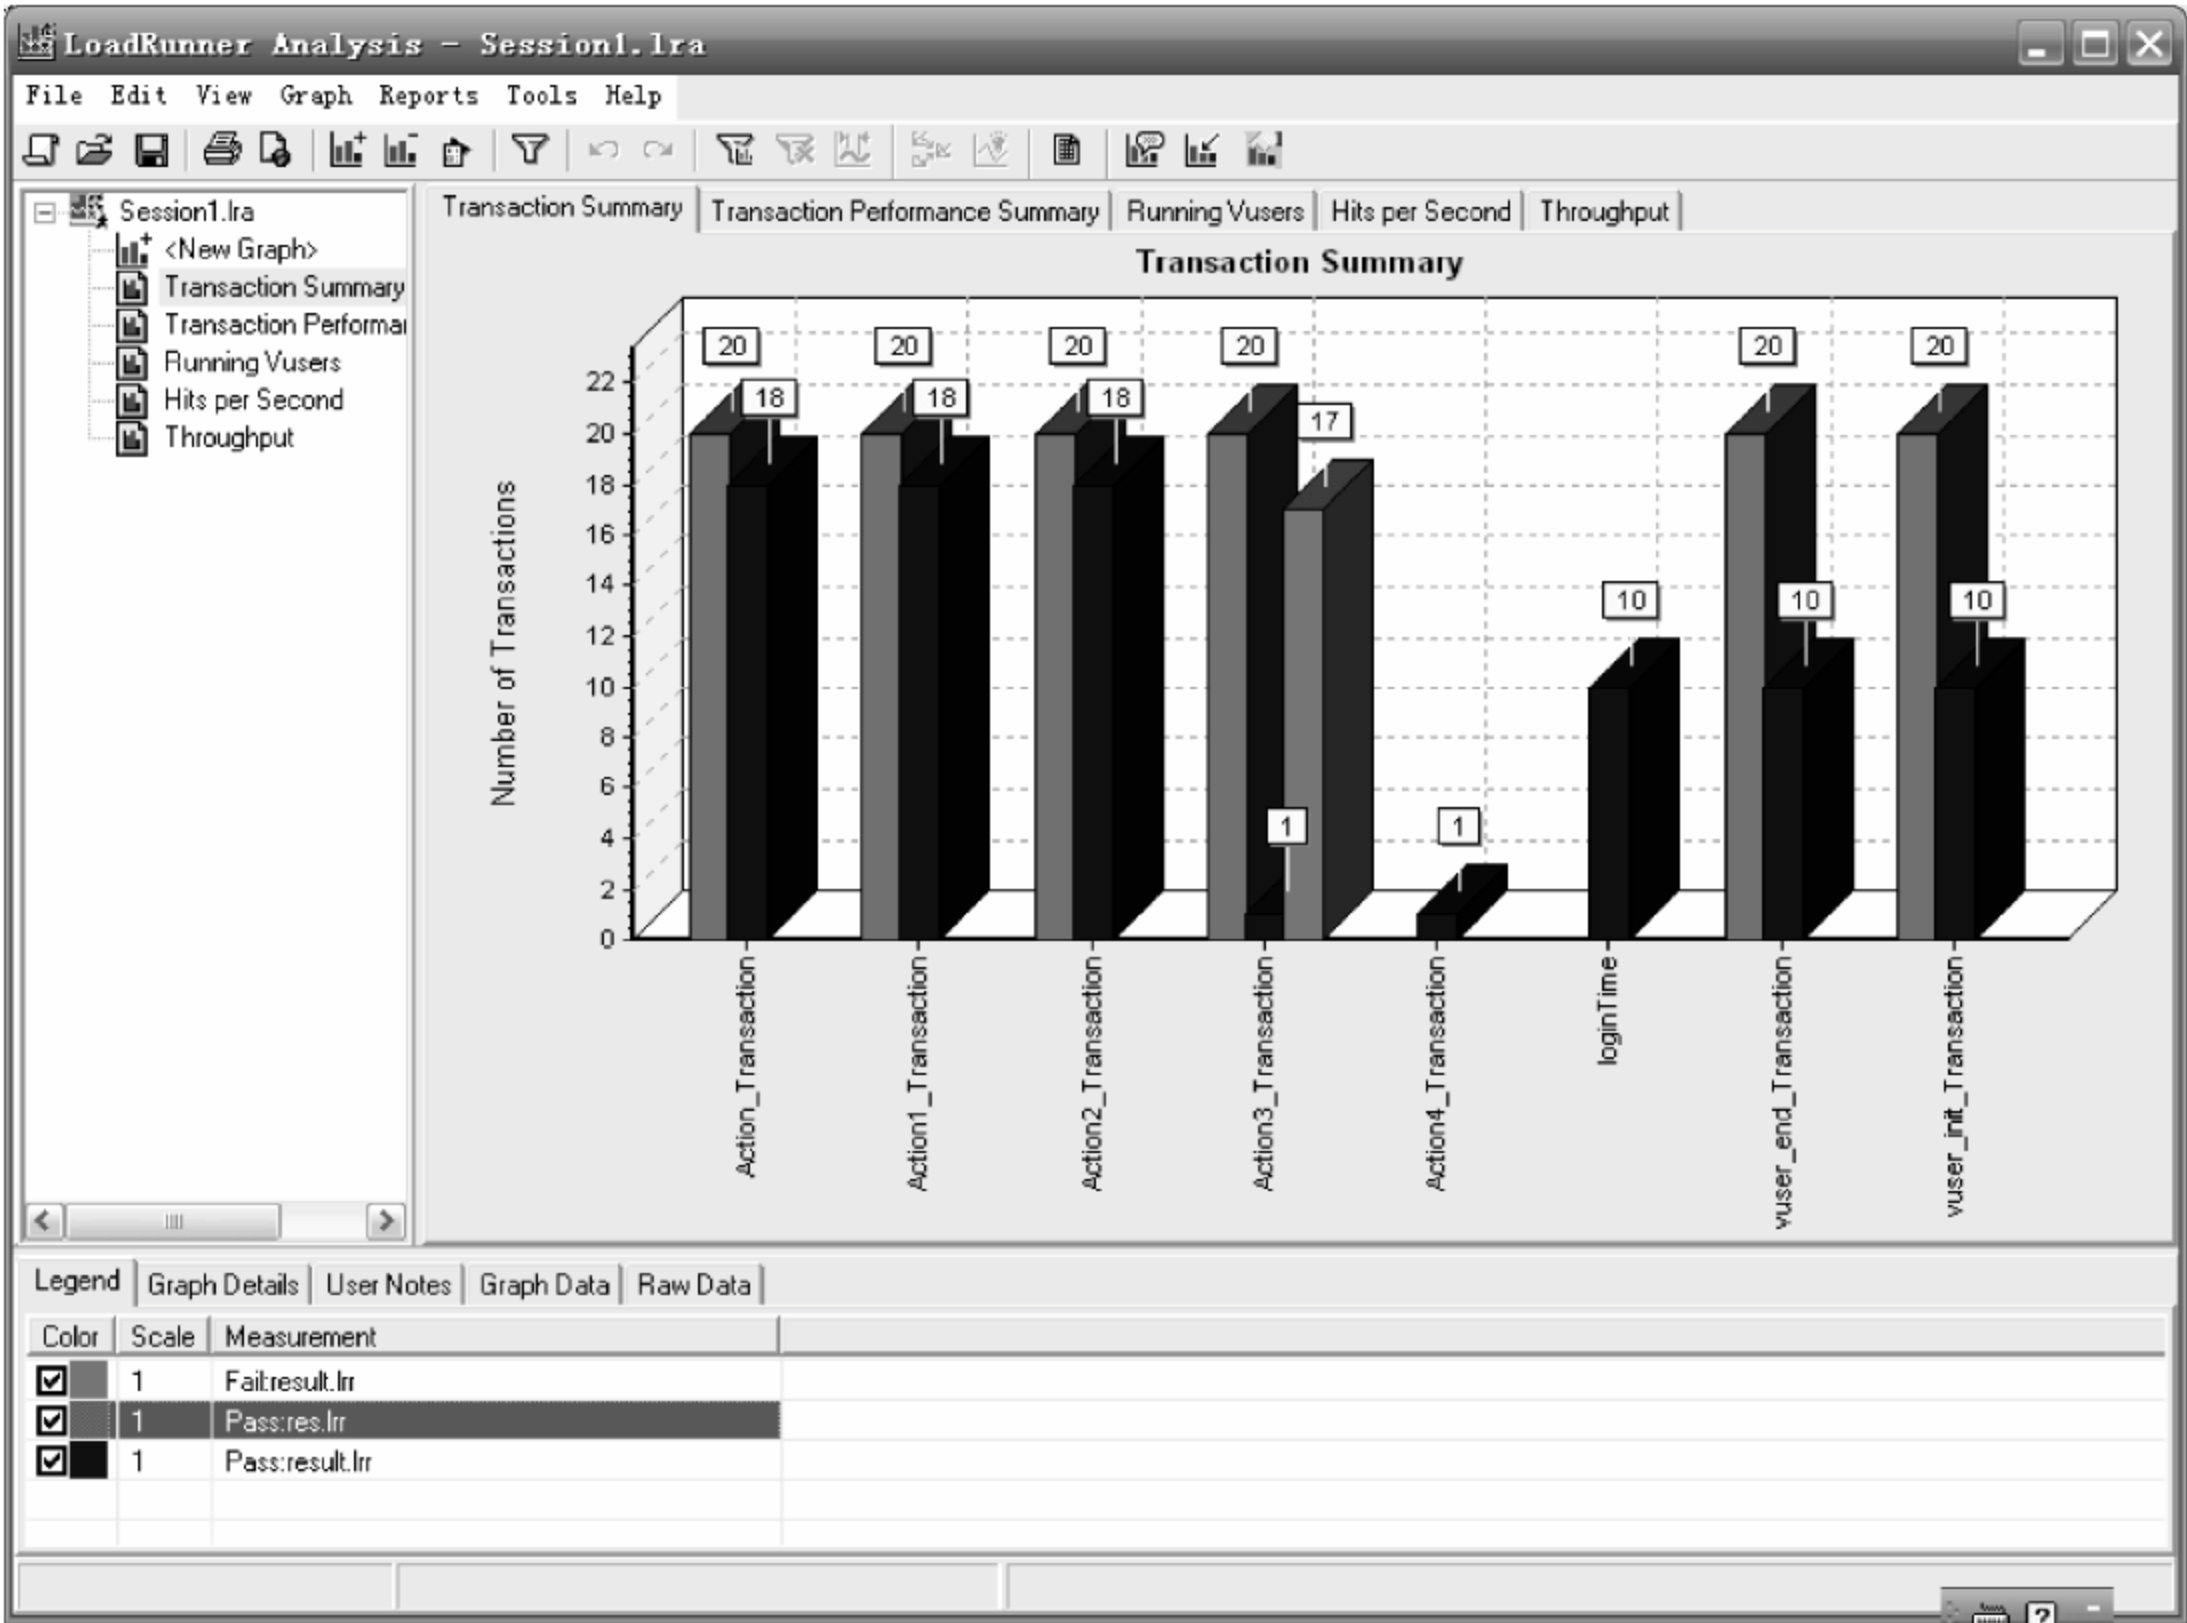 LoadRunner Analysis - Session1.lra
File Edit View Graph Reports Tools Help
Session1.lra
<New Graph>
Transaction Summary
Transaction Performar
Running Vusers
Hits per Second
Throughput
Transaction Summary Transaction Performance Summary Running Vusers Hits per Second Throughput
Transaction Summary
Number of Transactions
22
20
18
16
14
12
10
8
6
4
2
0
20 20 20 20 20 20
18 18 18 17
10 10 10
1 1
Action_Transaction
Action1_Transaction
Action2_Transaction
Action3_Transaction
Action4_Transaction
loginTime
vuser_end_Transaction
vuser_init_Transaction
Legend Graph Details User Notes Graph Data Raw Data
Color Scale Measurement
1 Fail:result.lrr
1 Pass:res.lrr
1 Pass:result.lrr